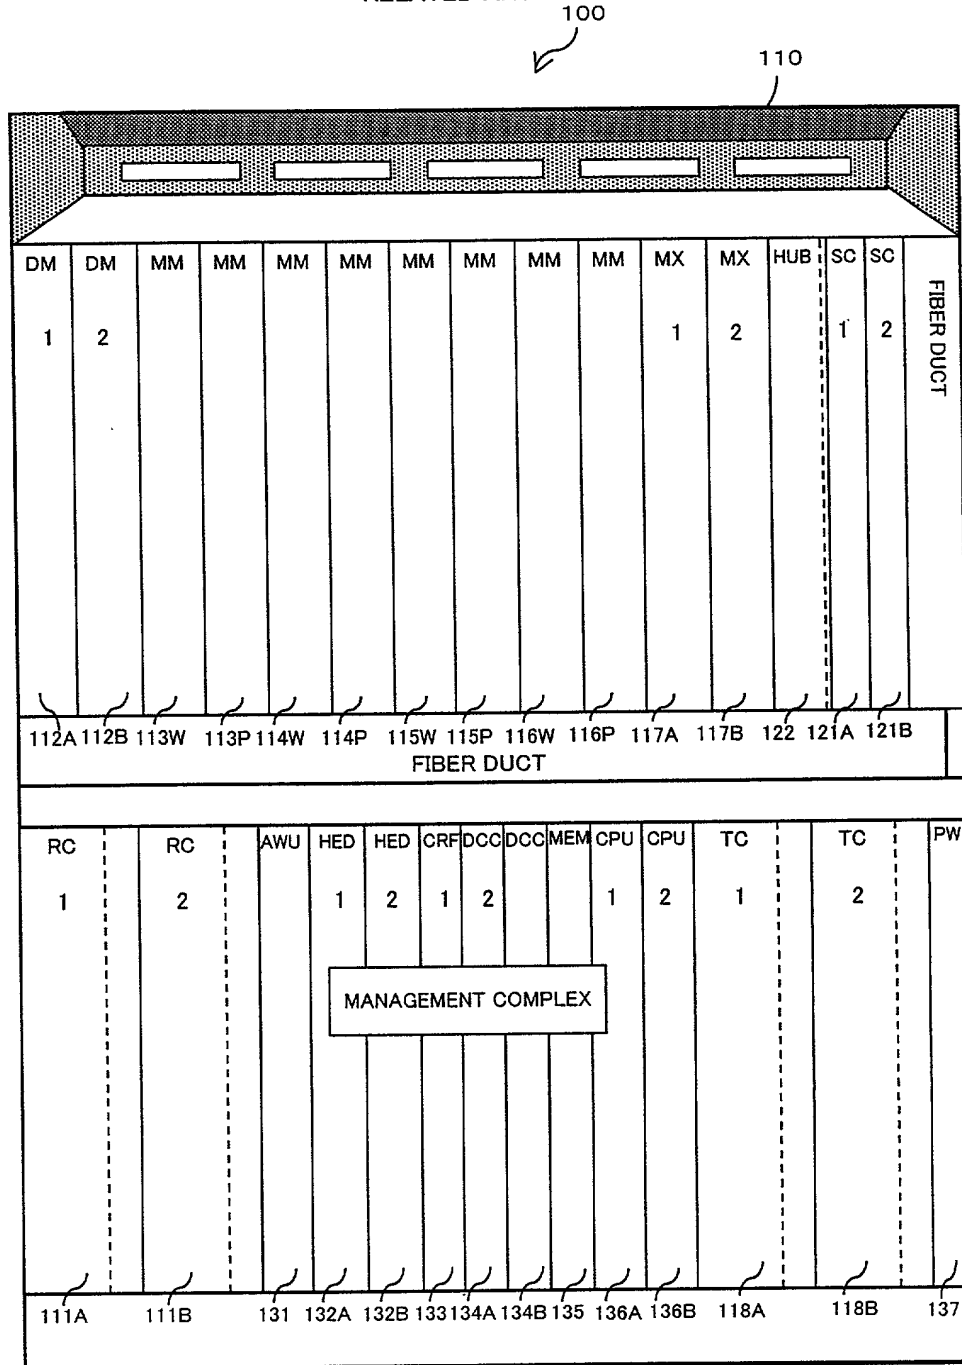 100
110
DM DM MM MM MM MM MM MM MM MM MX MX HUB SC SC
1 2 1 2 1 2
FIBER DUCT
112A 112B 113W 113P 114W 114P 115W 115P 116W 116P 117A 117B 122 121A 121B
FIBER DUCT
RC RC AWU HED HED CRF DCC DCC MEM CPU CPU TC TC PW
1 2 1 2 1 2 1 2 1 2
MANAGEMENT COMPLEX
111A 111B 131 132A 132B 133 134A 134B 135 136A 136B 118A 118B 137